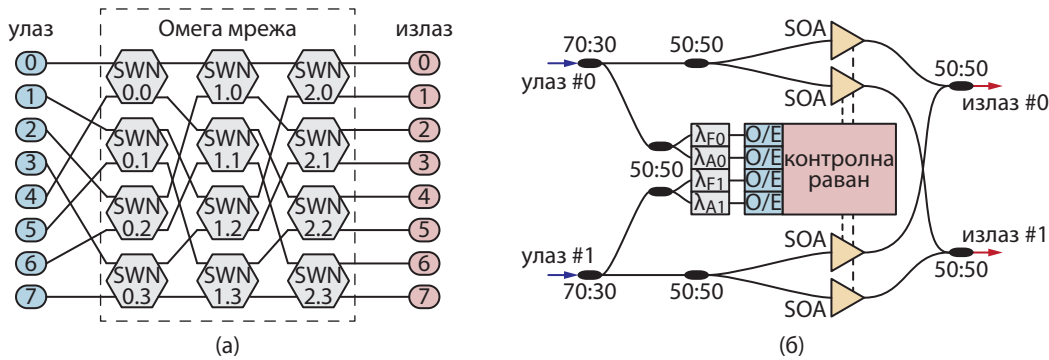 улаз
Омега мрежа
излаз
0
SWN
0.0
SWN
1.0
SWN
2.0
0
1
1
2
SWN
0.1
SWN
1.1
SWN
2.1
2
3
3
4
SWN
0.2
SWN
1.2
SWN
2.2
4
5
5
6
SWN
0.3
SWN
1.3
SWN
2.3
6
7
7
(а)
70:30
улаз #0
50:50
SOA
SOA
50:50
излаз #0
50:50
λF0
O/E
λA0
O/E
λF1
O/E
λA1
O/E
контролна
раван
улаз #1
70:30
50:50
SOA
SOA
излаз #1
50:50
(б)